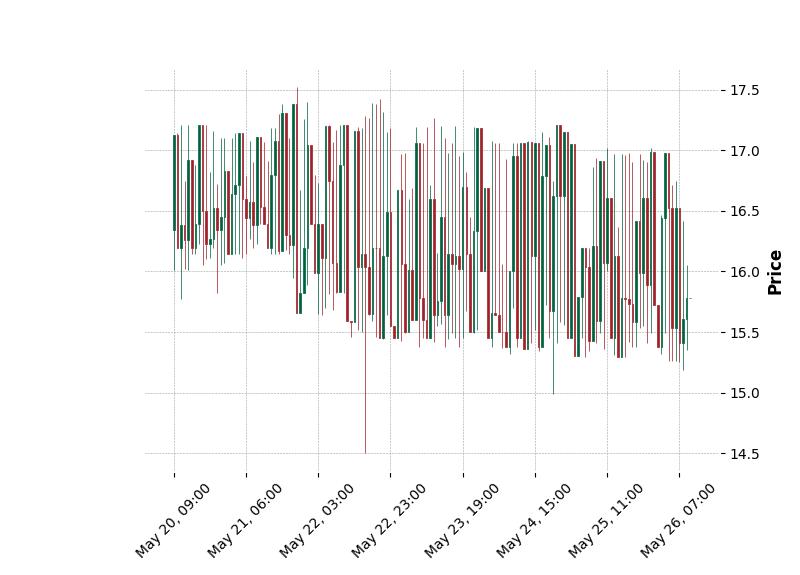 17.5
17.0
16.5
16.0
15.5
15.0
14.5
Price
May 20, 09:00
May 21, 06:00
May 22, 03:00
May 22, 23:00
May 23, 19:00
May 24, 15:00
May 25, 11:00
May 26, 07:00